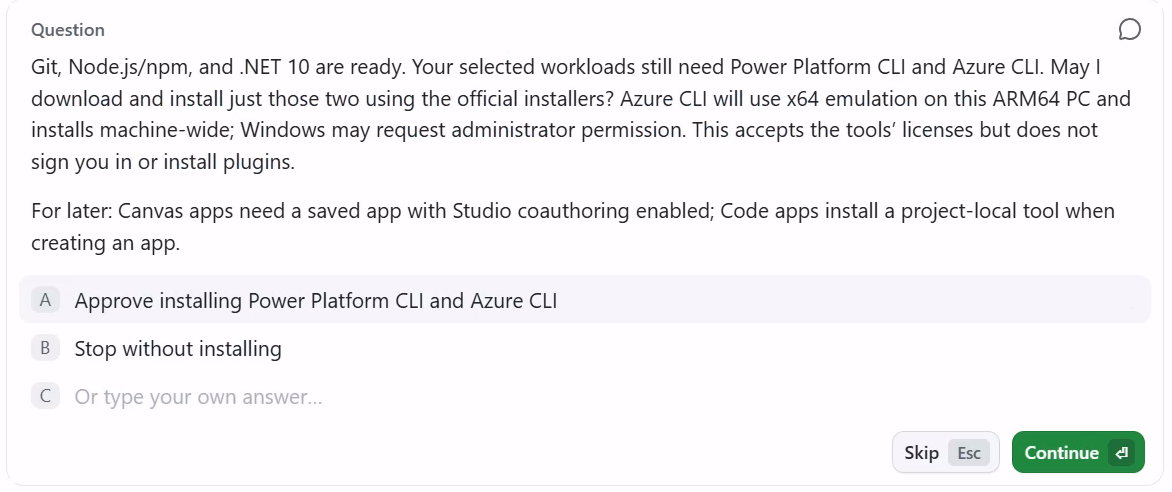 Question
Git, Node.js/npm, and .NET 10 are ready. Your selected workloads still need Power Platform CLI and Azure CLI. May I
download and install just those two using the official installers? Azure CLI will use x64 emulation on this ARM64 PC and
installs machine-wide; Windows may request administrator permission. This accepts the tools’ licenses but does not
sign you in or install plugins.
For later: Canvas apps need a saved app with Studio coauthoring enabled; Code apps install a project-local tool when
creating an app.
A Approve installing Power Platform CLI and Azure CLI
B Stop without installing
C Or type your own answer...
Skip Esc Continue